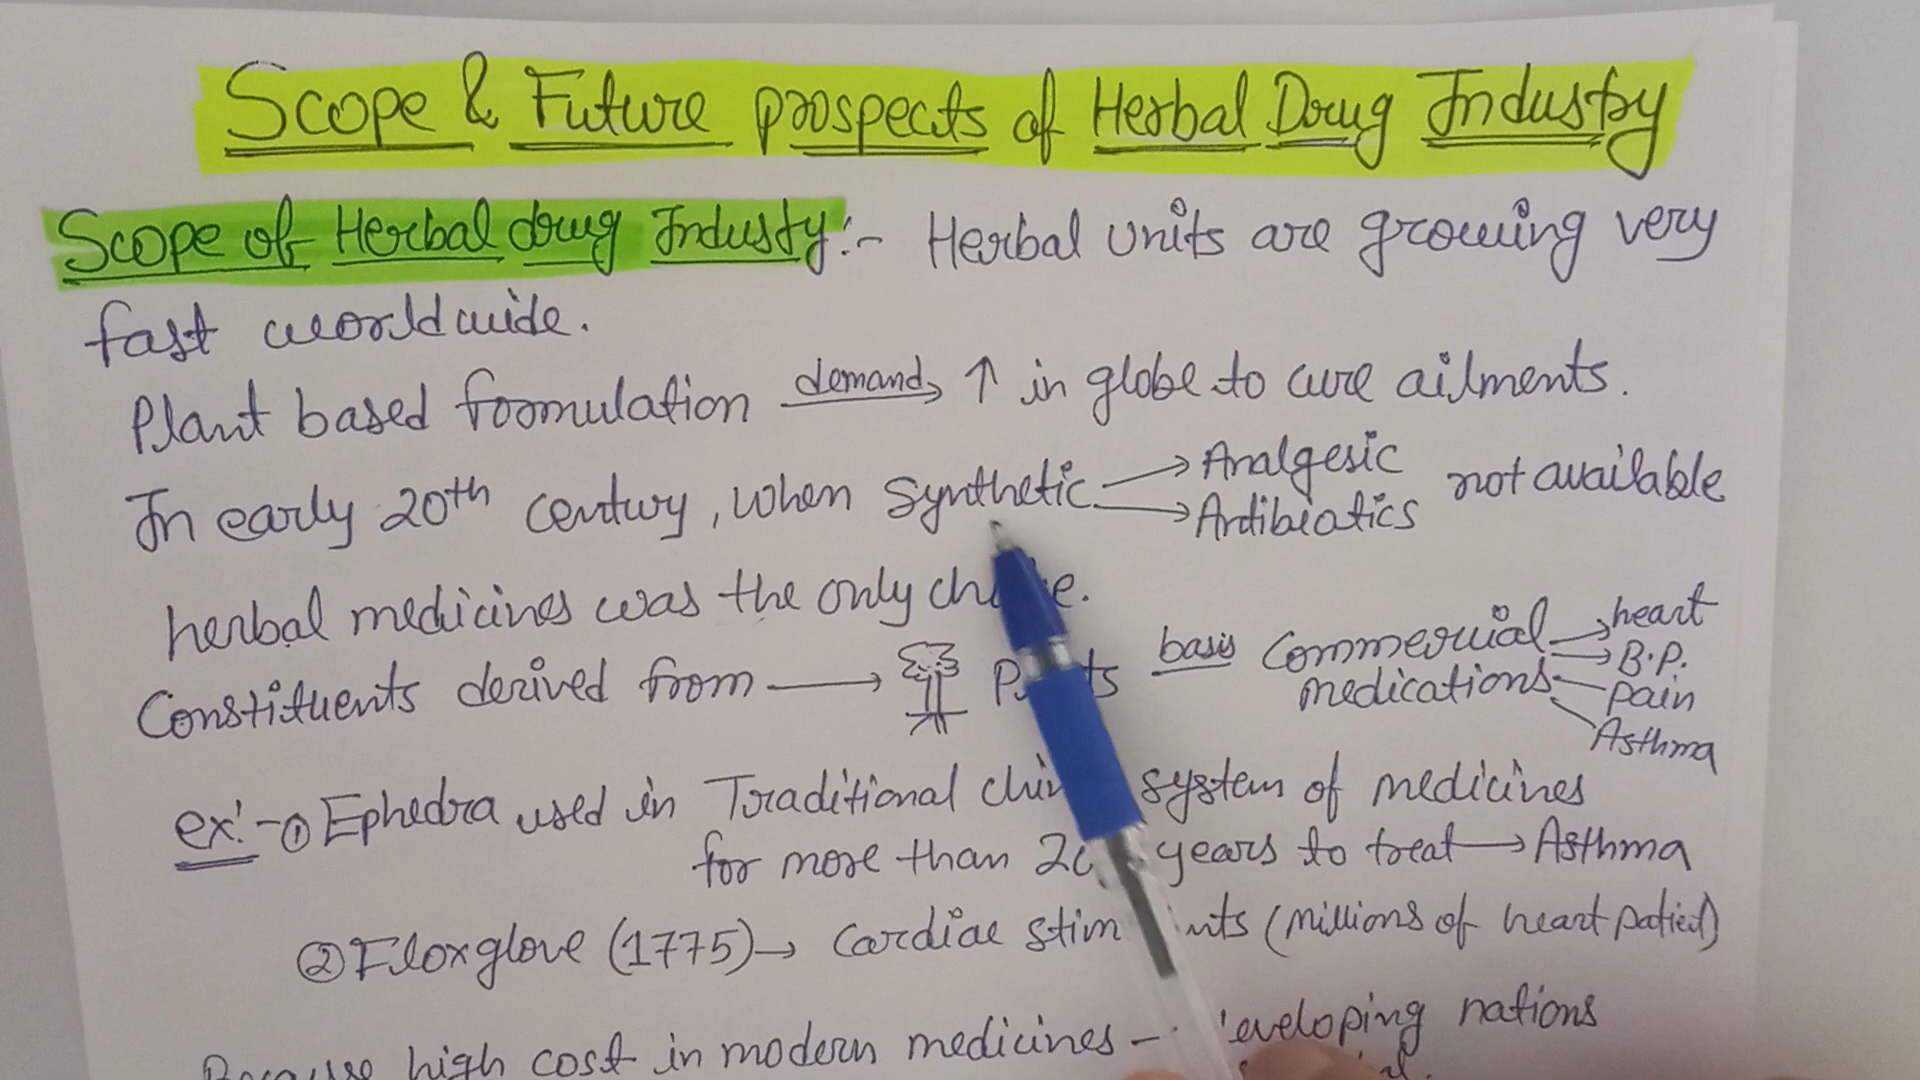 Scope & Future prospects of Herbal Drug Industry
Scope of Herbal drug Industy:- Herbal units are growing very
fast worldwide.
Plant based formulation demand → ↑ in globe to cure ailments.
In early 20th century, when synthetic → Analgesic → Antibiotics not available
herbal medicines was the only
Constituents derived from → basis Commercial medications → heart → B.P. pain Asthma
ex:- ① Ephedra used in Traditional system of medicines
for more than years to treat → Asthma
② Floxglove (1775) → Cardiac (millions of heart patient)
high cost in modern medicines - nations